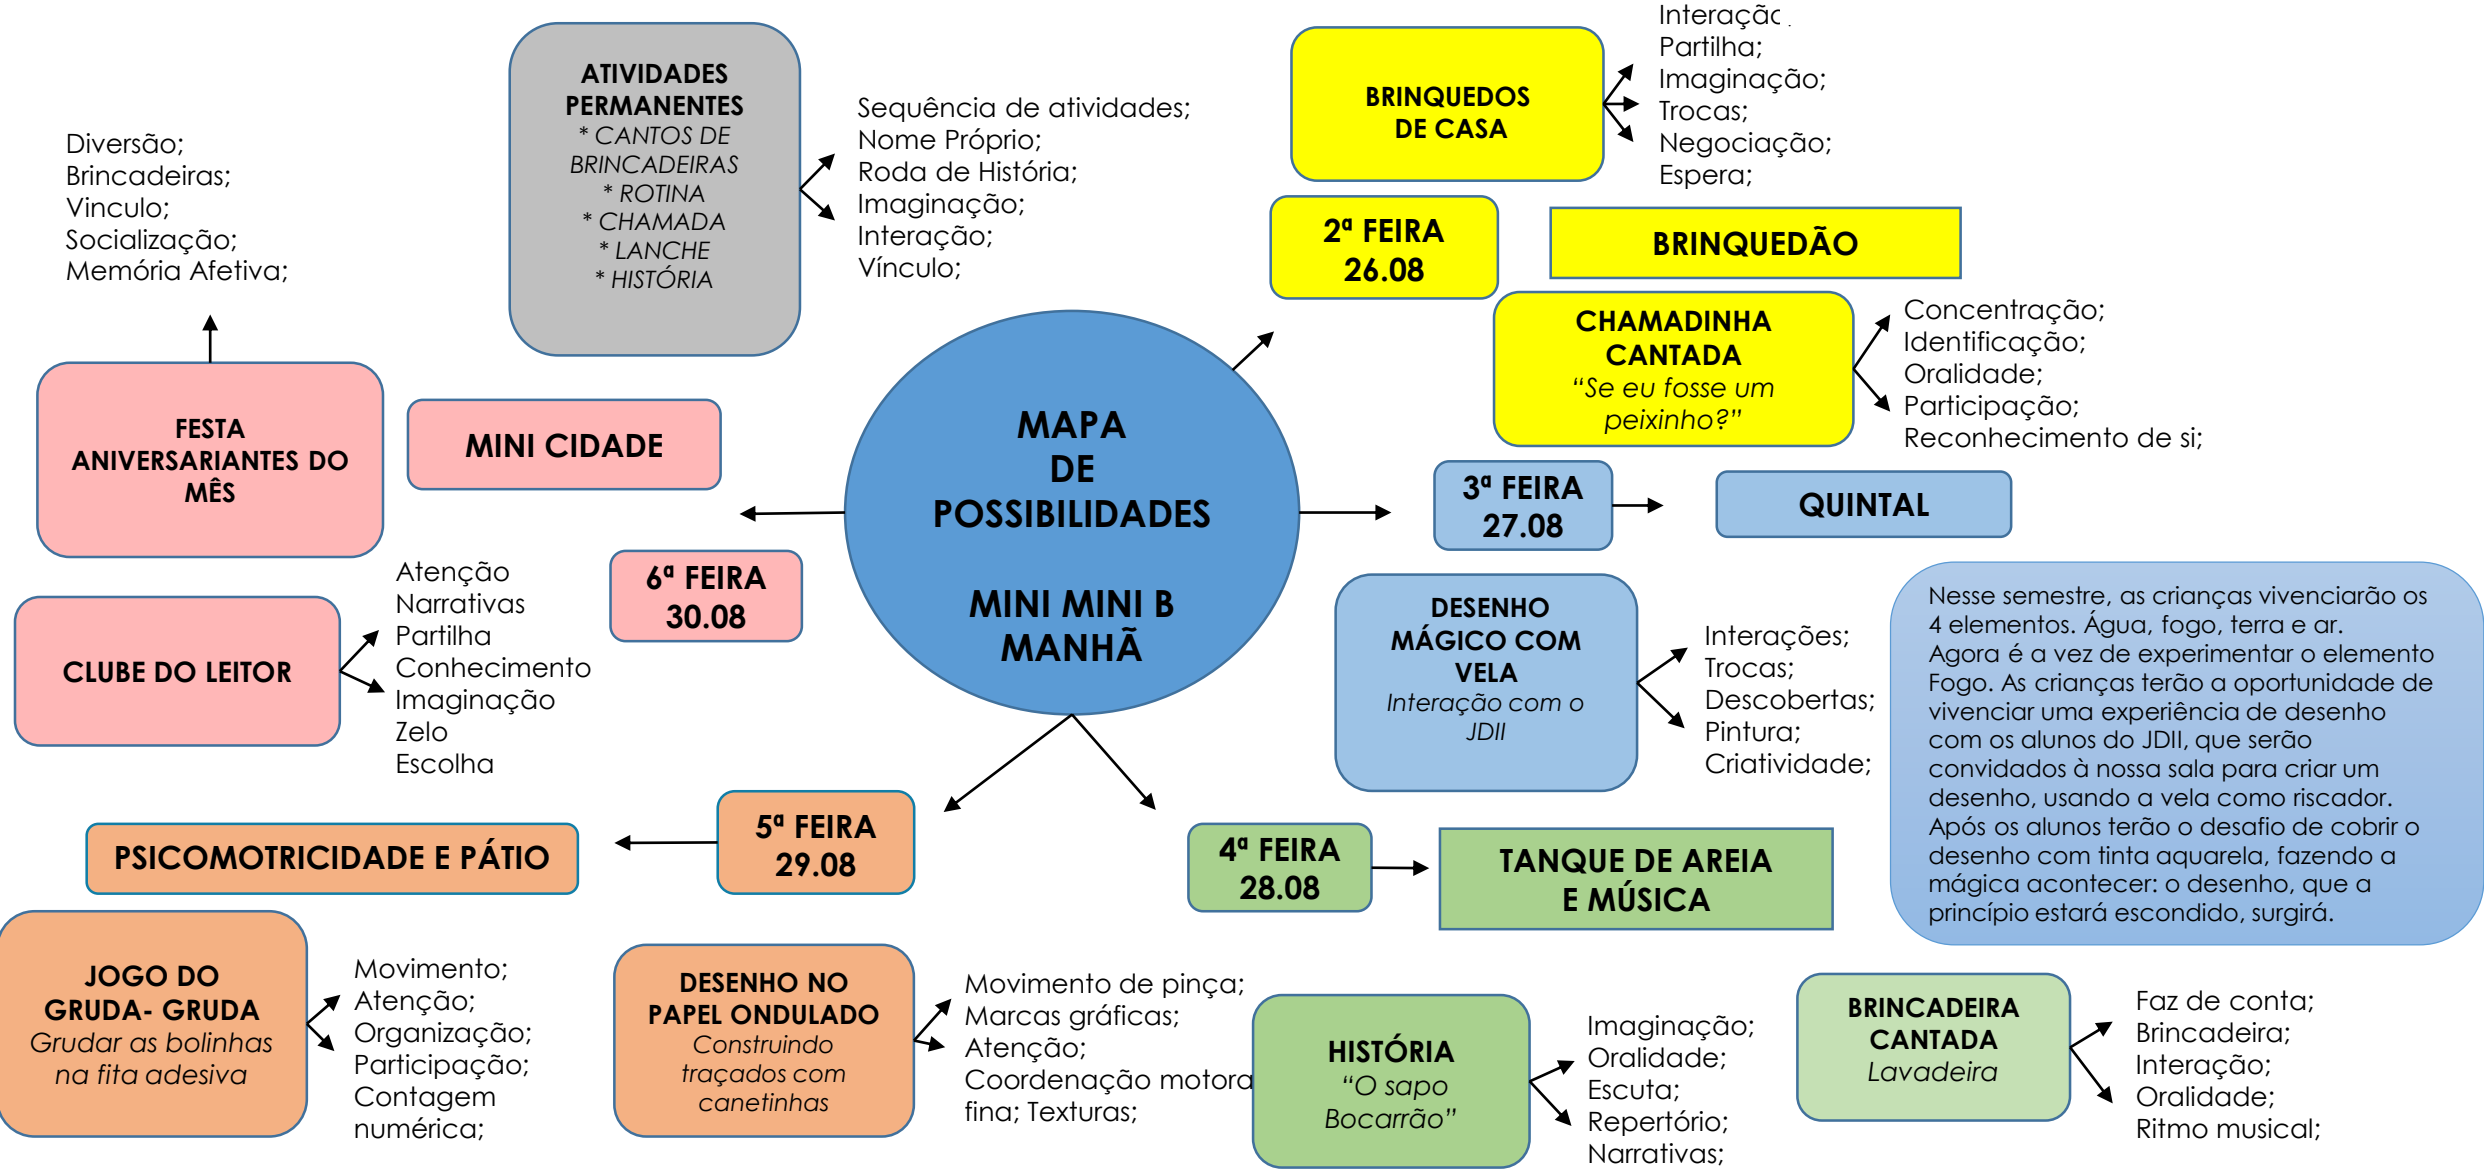 ATIVIDADES
PERMANENTES
* CANTOS DE
BRINCADEIRAS
* ROTINA
* CHAMADA
* LANCHE
* HISTÓRIA
Sequência de atividades;
Nome Próprio;
Roda de História;
Imaginação;
Interação;
Vínculo;
MAPA
DE
POSSIBILIDADES
MINI MINI B
MANHÃ
2ª FEIRA
26.08
BRINQUEDÃO
BRINQUEDOS
DE CASA
Interação
Partilha;
Imaginação;
Trocas;
Negociação;
Espera;
CHAMADINHA
CANTADA
“Se eu fosse um
peixinho?”
Concentração;
Identificação;
Oralidade;
Participação;
Reconhecimento de si;
3ª FEIRA
27.08
QUINTAL
DESENHO
MÁGICO COM
VELA
Interação com o
JDII
Interações;
Trocas;
Descobertas;
Pintura;
Criatividade;
Nesse semestre, as crianças vivenciarão os
4 elementos. Água, fogo, terra e ar.
Agora é a vez de experimentar o elemento
Fogo. As crianças terão a oportunidade de
vivenciar uma experiência de desenho
com os alunos do JDII, que serão
convidados à nossa sala para criar um
desenho, usando a vela como riscador.
Após os alunos terão o desafio de cobrir o
desenho com tinta aquarela, fazendo a
mágica acontecer: o desenho, que a
princípio estará escondido, surgirá.
4ª FEIRA
28.08
TANQUE DE AREIA
E MÚSICA
HISTÓRIA
“O sapo
Bocarrão”
Imaginação;
Oralidade;
Escuta;
Repertório;
Narrativas;
BRINCADEIRA
CANTADA
Lavadeira
Faz de conta;
Brincadeira;
Interação;
Oralidade;
Ritmo musical;
5ª FEIRA
29.08
PSICOMOTRICIDADE E PÁTIO
JOGO DO
GRUDA- GRUDA
Grudar as bolinhas
na fita adesiva
Movimento;
Atenção;
Organização;
Participação;
Contagem
numérica;
DESENHO NO
PAPEL ONDULADO
Construindo
traçados com
canetinhas
Movimento de pinça;
Marcas gráficas;
Atenção;
Coordenação motora
fina; Texturas;
6ª FEIRA
30.08
MINI CIDADE
FESTA
ANIVERSARIANTES DO
MÊS
Diversão;
Brincadeiras;
Vinculo;
Socialização;
Memória Afetiva;
CLUBE DO LEITOR
Atenção
Narrativas
Partilha
Conhecimento
Imaginação
Zelo
Escolha